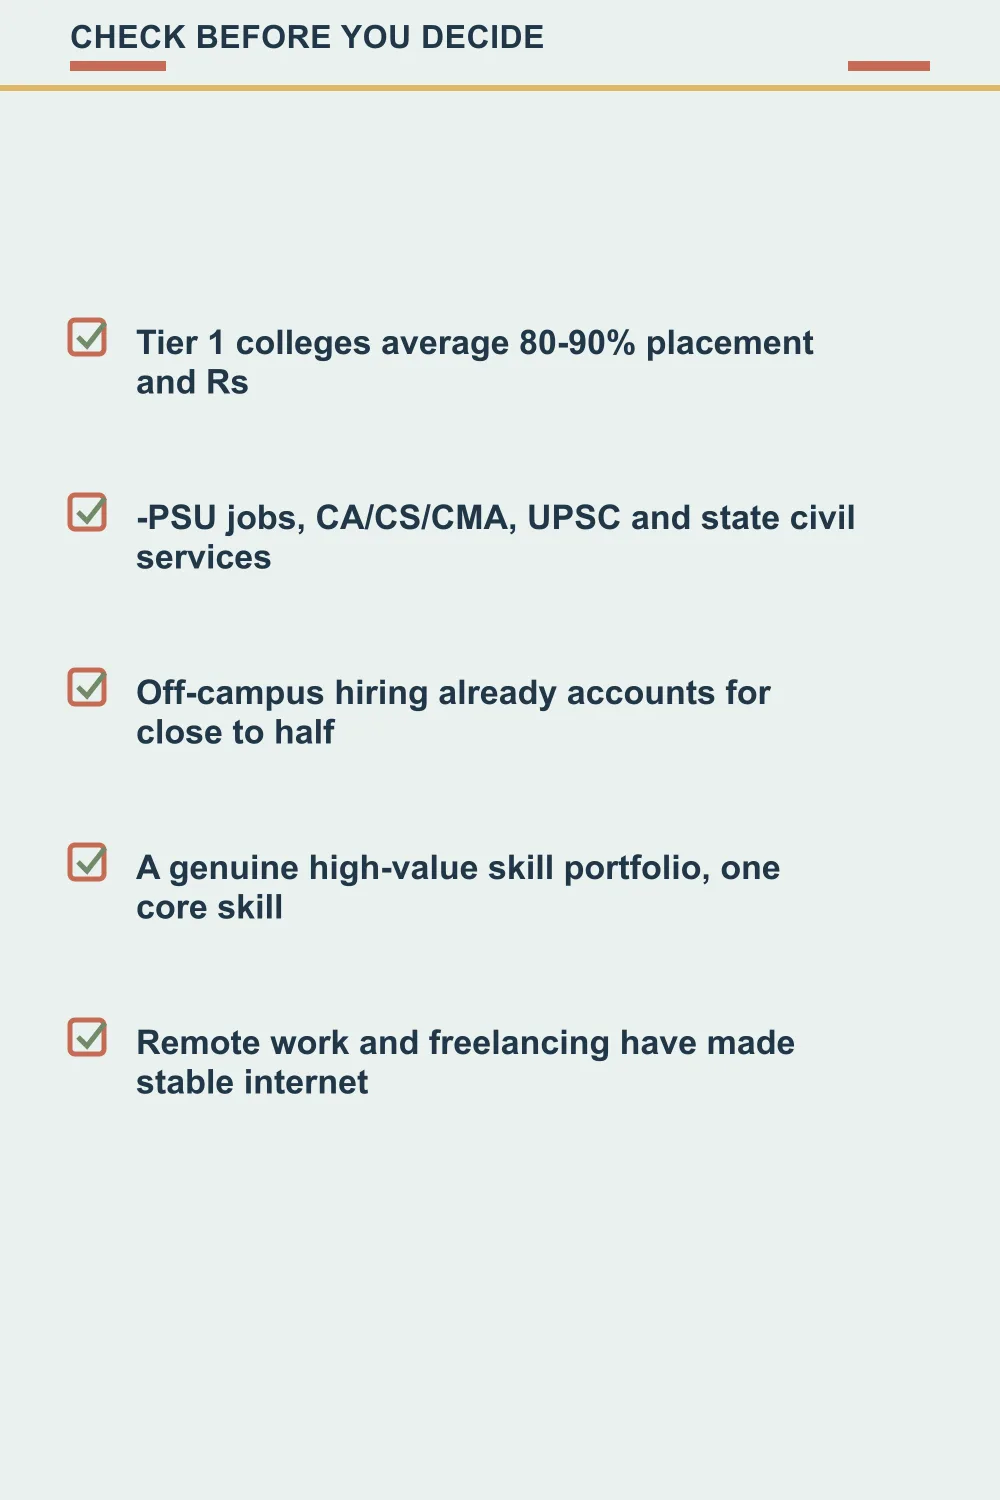 CHECK BEFORE YOU DECIDE
Tier 1 colleges average 80-90% placement
and Rs
-PSU jobs, CA/CS/CMA, UPSC and state civil
services
Off-campus hiring already accounts for
close to half
A genuine high-value skill portfolio, one
core skill
Remote work and freelancing have made
stable internet